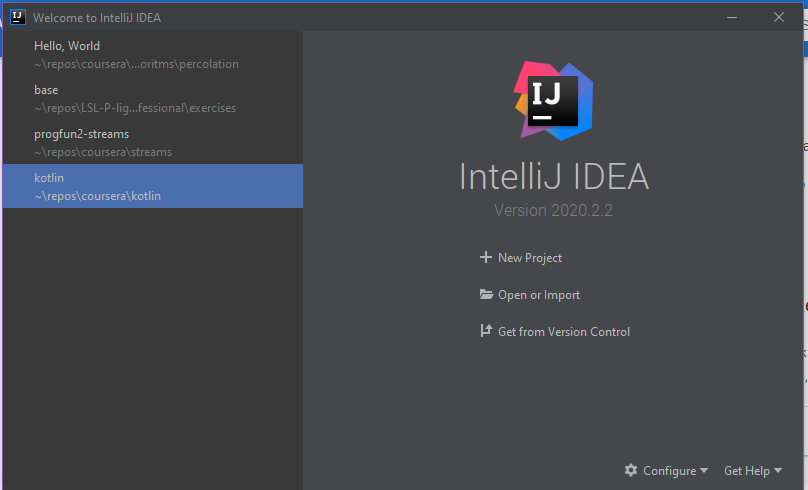 Welcome to IntelliJ IDEA
Hello, World
~\repos\coursera\...oritms\percolation
base
~\repos\LSL-P-lig...fessional\exercises
progfun2-streams
~\repos\coursera\streams
kotlin
~\repos\coursera\kotlin
IJ
IntelliJ IDEA
Version 2020.2.2
New Project
Open or Import
Get from Version Control
Configure
Get Help